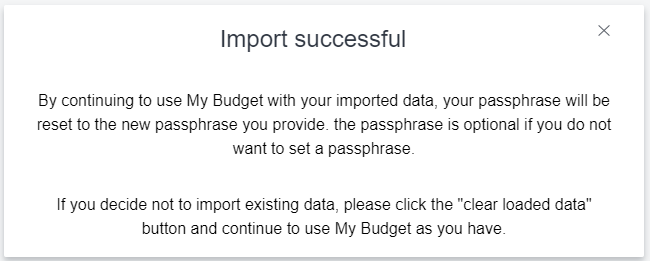 Import successful
By continuing to use My Budget with your imported data, your passphrase will be
reset to the new passphrase you provide. the passphrase is optional if you do not
want to set a passphrase.
If you decide not to import existing data, please click the "clear loaded data"
button and continue to use My Budget as you have.